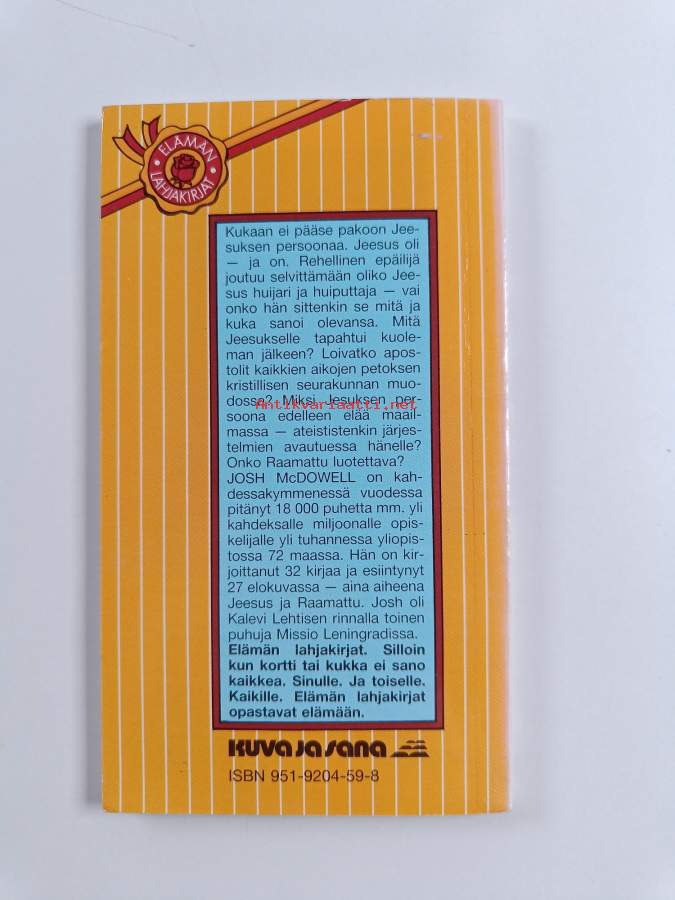 • ELÄMÄN •
LAHJAKIRJAT
Kukaan ei pääse pakoon Jee-
suksen persoonaa. Jeesus oli
— ja on. Rehellinen epäilijä
joutuu selvittämään oliko Jee-
sus huijari ja huiputtaja — vai
onko hän sittenkin se mitä ja
kuka sanoi olevansa. Mitä
Jeesukselle tapahtui kuole-
man jälkeen? Loivatko apos-
tolit kaikkien aikojen petoksen
kristillisen seurakunnan muo-
dossa? Miksi Jesuksen per-
Antikvariaatti.net
soona edelleen elää maail-
massa — ateististenkin järjes-
telmien avautuessa hänelle?
Onko Raamattu luotettava?
JOSH McDOWELL on kah-
dessakymmenessä vuodessa
pitänyt 18 000 puhetta mm. yli
kahdeksalle miljoonalle opis-
kelijalle yli tuhannessa yliopis-
tossa 72 maassa. Hän on kir-
joittanut 32 kirjaa ja esiintynyt
27 elokuvassa — aina aiheena
Jeesus ja Raamattu. Josh oli
Kalevi Lehtisen rinnalla toinen
puhuja Missio Leningradissa.
Elämän lahjakirjat. Silloin
kun kortti tai kukka ei sano
kaikkea. Sinulle. Ja toiselle.
Kaikille. Elämän lahjakirjat
opastavat elämään.
KUVA JA SANA
ISBN 951-9204-59-8